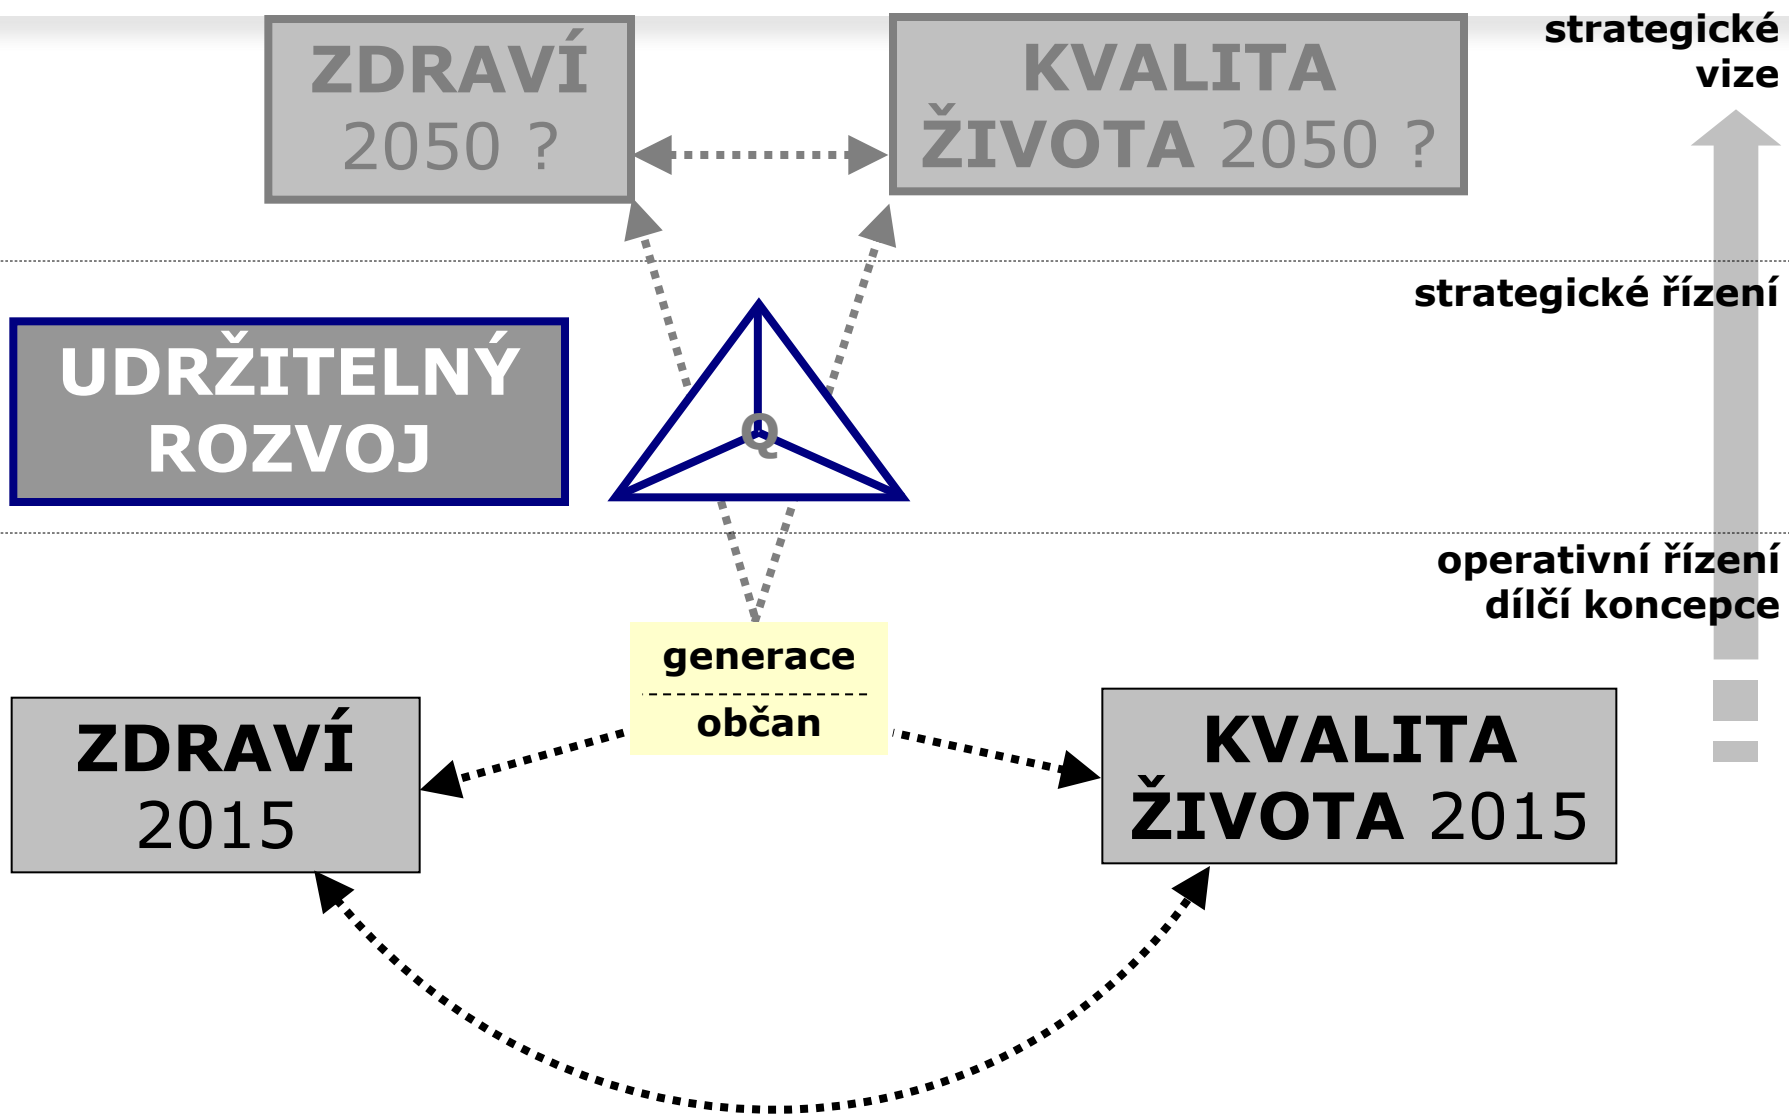 ZDRAVÍ
2050 ?
KVALITA
ŽIVOTA 2050 ?
strategické
vize
strategické řízení
UDRŽITELNÝ
ROZVOJ
Q
operativní řízení
dílčí koncepce
generace
občan
ZDRAVÍ
2015
KVALITA
ŽIVOTA 2015